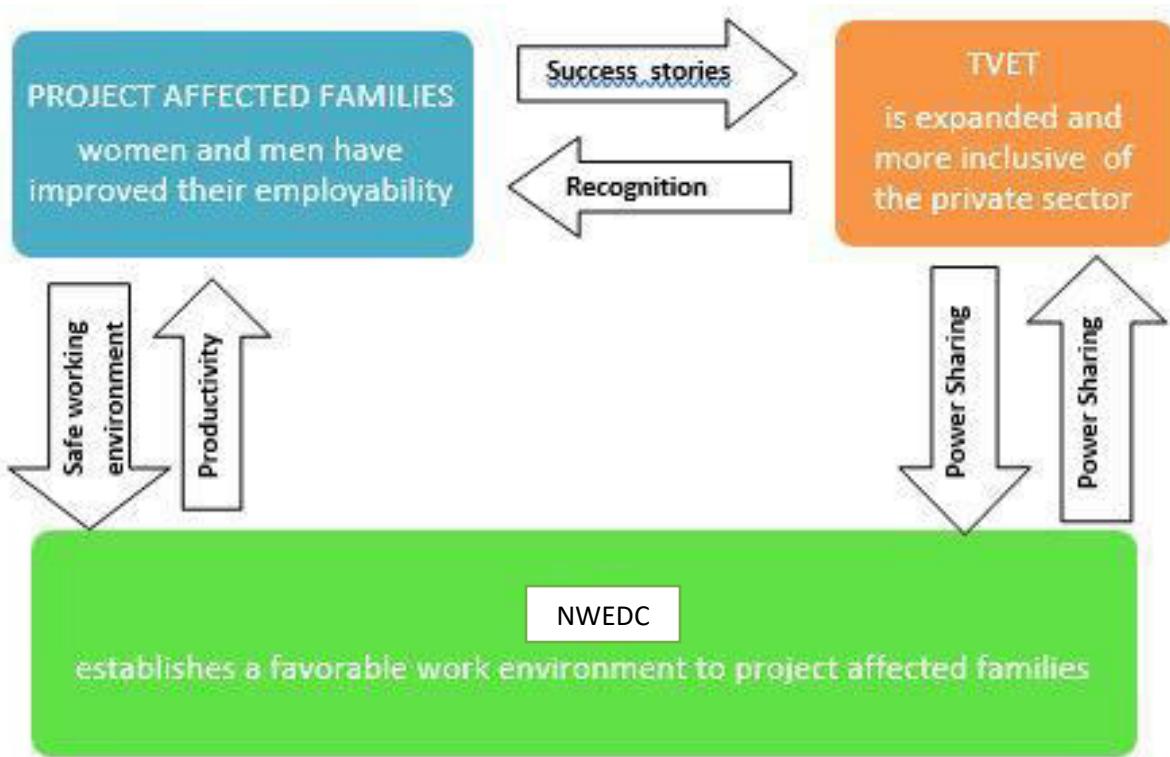 PROJECT AFFECTED FAMILIES
women and men have
improved their employability
Success stories
Recognition
TVET
is expanded and
more inclusive of
the private sector
Safe working
environment
Productivity
Power Sharing
Power Sharing
NWEDC
establishes a favorable work environment to project affected families